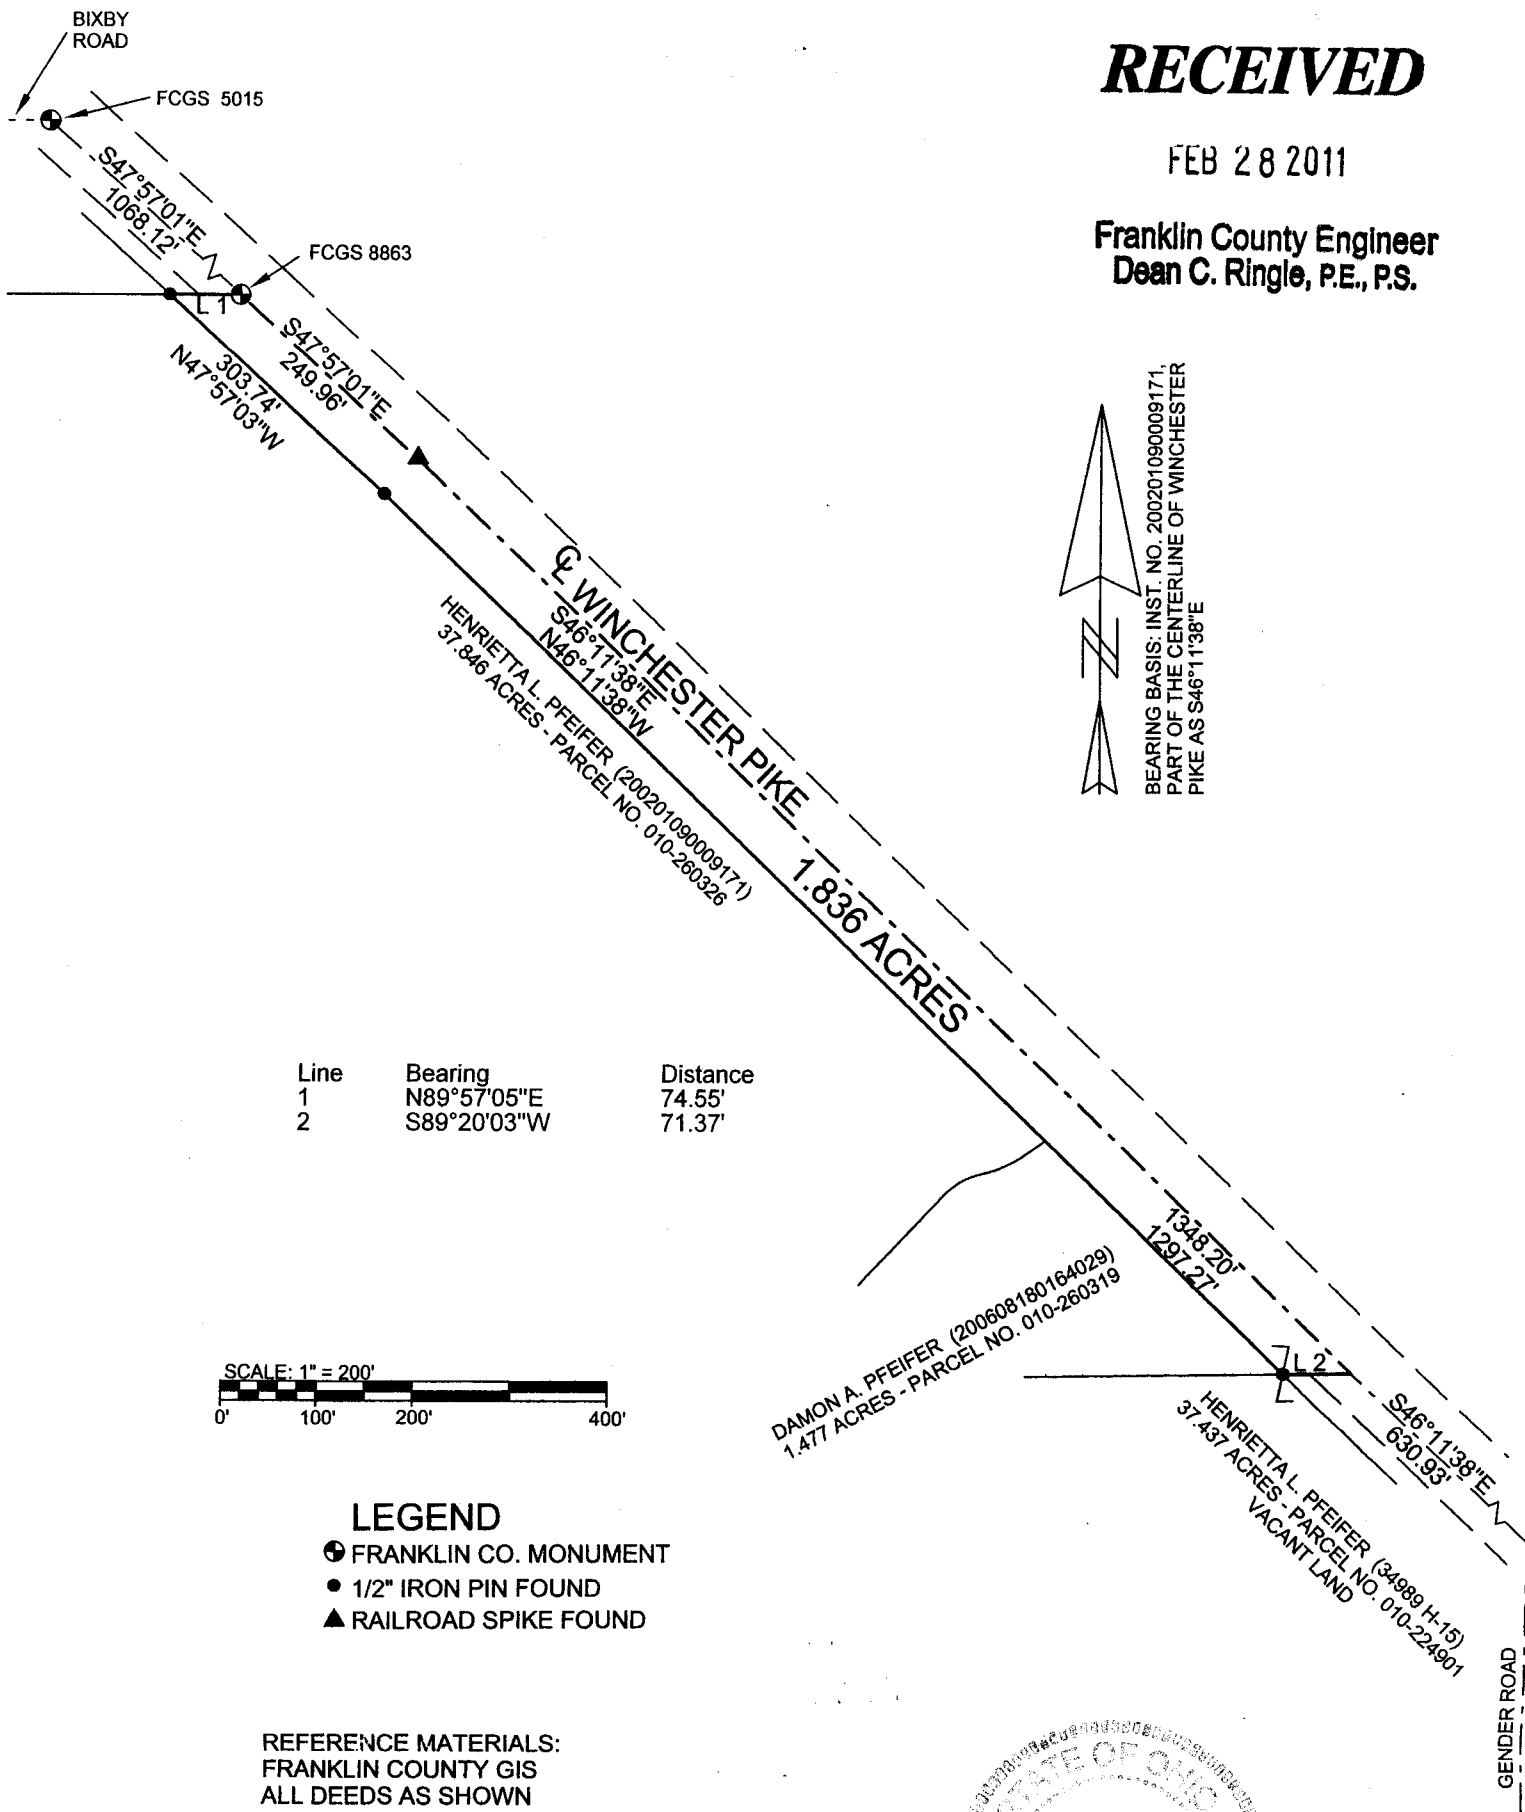 BIXBY
ROAD
FCGS 5015
RECEIVED
FEB 28 2011
Franklin County Engineer
Dean C. Ringle, P.E., P.S.
S47°57'01"E
1068.12'
FCGS 8863
L 1
S47°57'01"E
249.96'
303.74'
N47°57'03"W
BEARING BASIS: INST. NO. 200201090009171,
PART OF THE CENTERLINE OF WINCHESTER
PIKE AS S46°11'38"E
N
℄ WINCHESTER PIKE
S46°11'38"E
N46°11'38"W
HENRIETTA L. PFEIFER (200201090009171)
37.846 ACRES - PARCEL NO. 010-260326
1.836 ACRES
Line Bearing Distance
1 N89°57'05"E 74.55'
2 S89°20'03"W 71.37'
1348.20'
1297.27'
DAMON A. PFEIFER (200608180164029)
1.477 ACRES - PARCEL NO. 010-260319
L 2
SCALE: 1" = 200'
0' 100' 200' 400'
S46°11'38"E
630.93'
HENRIETTA L. PFEIFER (34989 H-15)
37.437 ACRES - PARCEL NO. 010-224901
VACANT LAND
LEGEND
FRANKLIN CO. MONUMENT
1/2" IRON PIN FOUND
RAILROAD SPIKE FOUND
GENDER ROAD
REFERENCE MATERIALS:
FRANKLIN COUNTY GIS
ALL DEEDS AS SHOWN
STATE OF OHIO